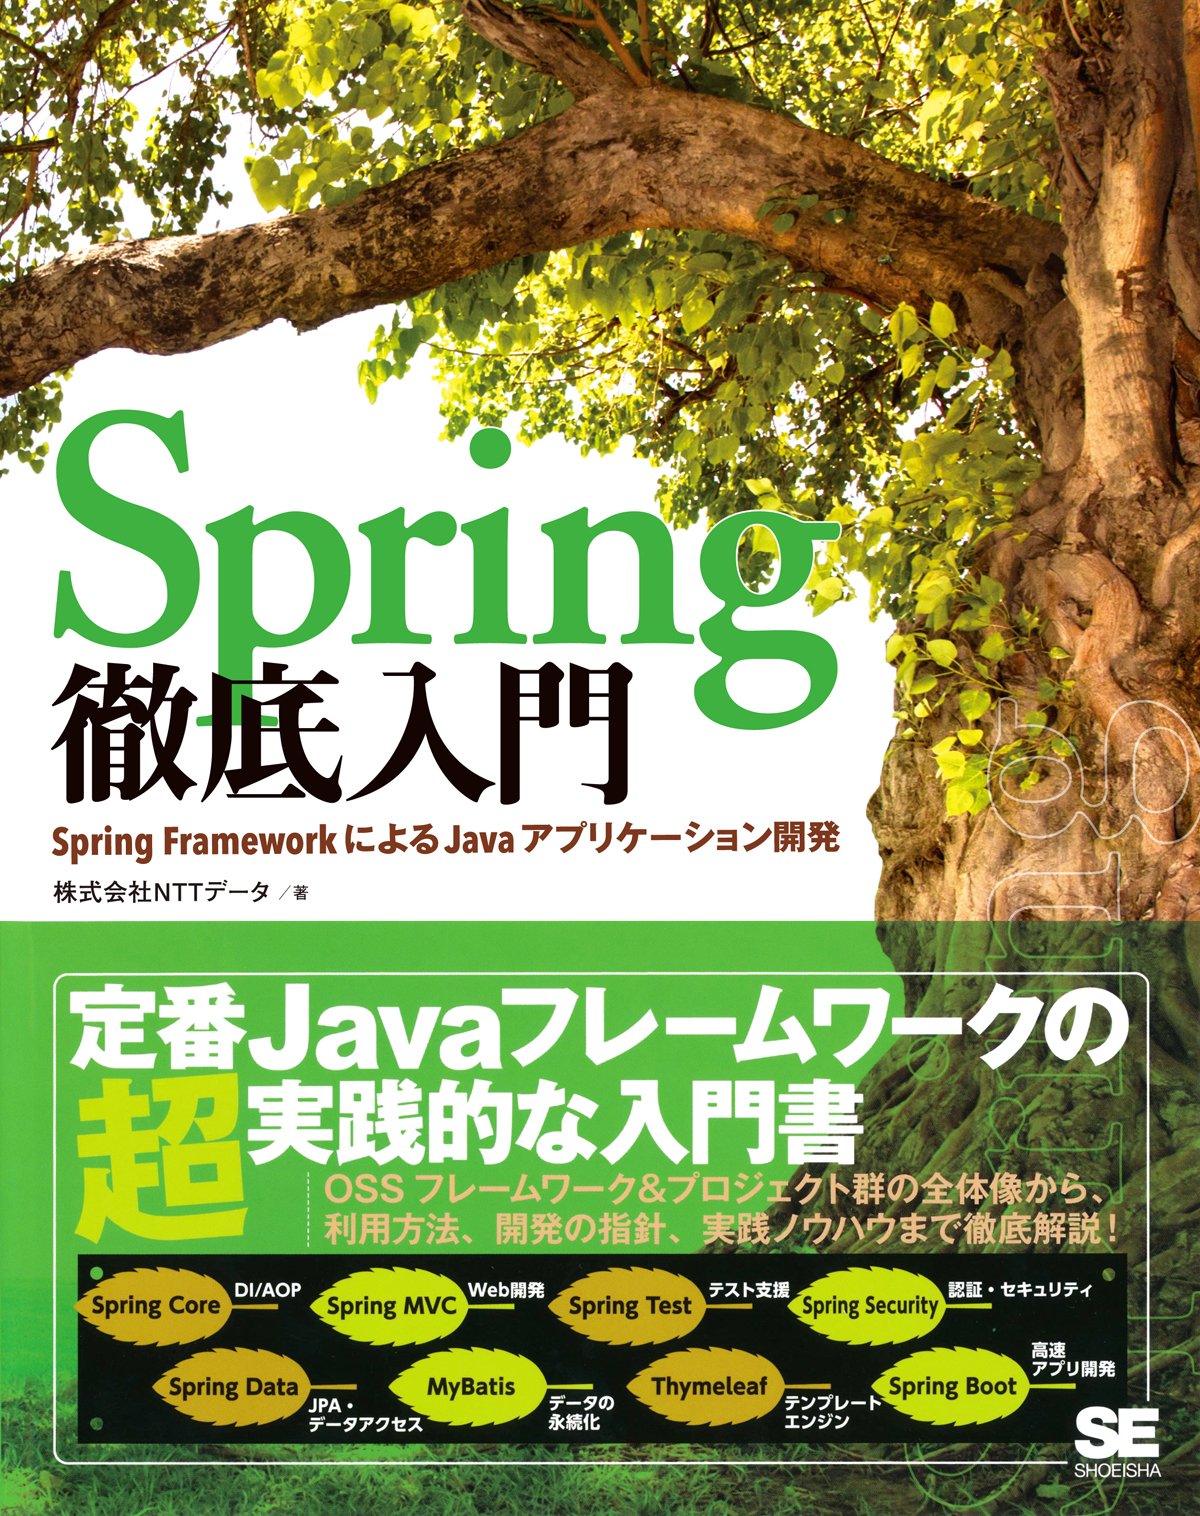 Spring
徹底入門
Spring FrameworkによるJavaアプリケーション開発
株式会社NTTデータ／著
定番Javaフレームワークの
超実践的な入門書
OSSフレームワーク&プロジェクト群の全体像から、
利用方法、開発の指針、実践ノウハウまで徹底解説！
Spring Core DI/AOP
Spring MVC Web開発
Spring Test テスト支援
Spring Security 認証・セキュリティ
Spring Data JPA・
データアクセス
MyBatis データの
永続化
Thymeleaf テンプレート
エンジン
Spring Boot 高速
アプリ開発
SE
SHOEISHA
Spring